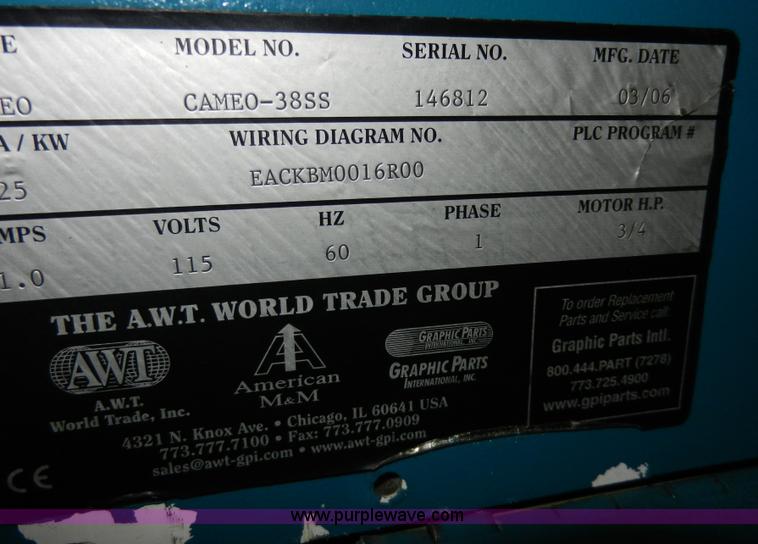 E MODEL NO. SERIAL NO. MFG. DATE
EO CAMEO-38SS 146812 03/06
A / KW WIRING DIAGRAM NO. PLC PROGRAM #
25 EACKBM0016R00
MPS VOLTS HZ PHASE MOTOR H.P.
1.0 115 60 1 3/4
THE A.W.T. WORLD TRADE GROUP
AWT
A.W.T.
World Trade, Inc.
American
M&M
GRAPHIC PARTS
INTERNATIONAL, INC.
GRAPHIC PARTS
INTERNATIONAL, INC.
4321 N. Knox Ave. • Chicago, IL 60641 USA
773.777.7100 • Fax: 773.777.0909
sales@awt-gpi.com • www.awt-gpi.com
To order Replacement
Parts and Service call:
Graphic Parts Intl.
800.444.PART (7278)
773.725.4900
www.gpiparts.com
CE
www.purplewave.com